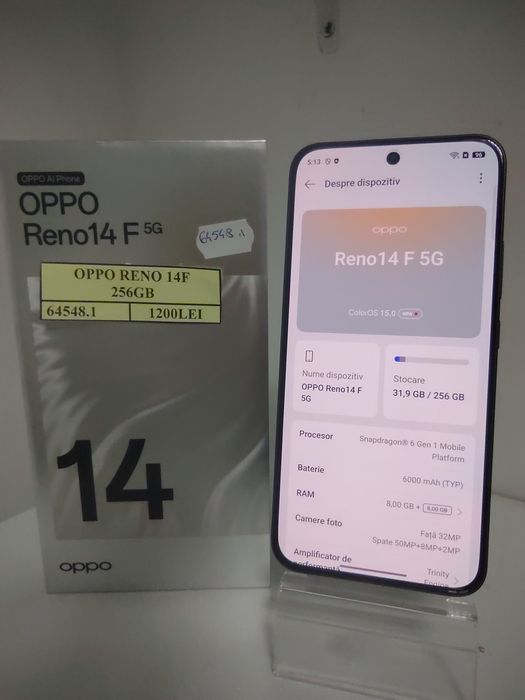 OPPO AI Phone
OPPO
Reno14 F 5G
64548.1
OPPO RENO 14F
256GB
64548.1 1200LEI
14
oppo
5:13
95
Despre dispozitiv
oppo
Reno14 F 5G
ColorOS 15.0
Nume dispozitiv
OPPO Reno14 F
5G
Stocare
31,9 GB / 256 GB
Procesor Snapdragon® 6 Gen 1 Mobile
Platform
Baterie 6000 mAh (TYP)
RAM 8,00 GB + 8,00 GB
Camere foto Față 32MP
Spate 50MP+8MP+2MP
Amplificator de Trinity
performanță Engine